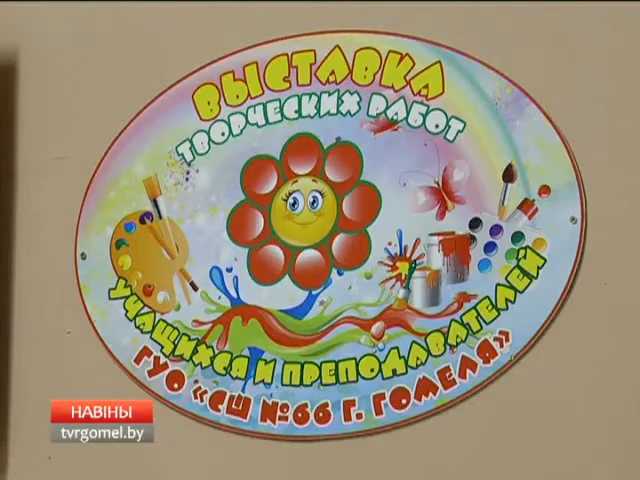 ВЫСТАВКА
ТВОРЧЕСКИХ РАБОТ
УЧАЩИХСЯ И ПРЕПОДАВАТЕЛЕЙ
ГУО «СШ №66 Г. ГОМЕЛЯ»
НАВІНЫ
tvrgomel.by